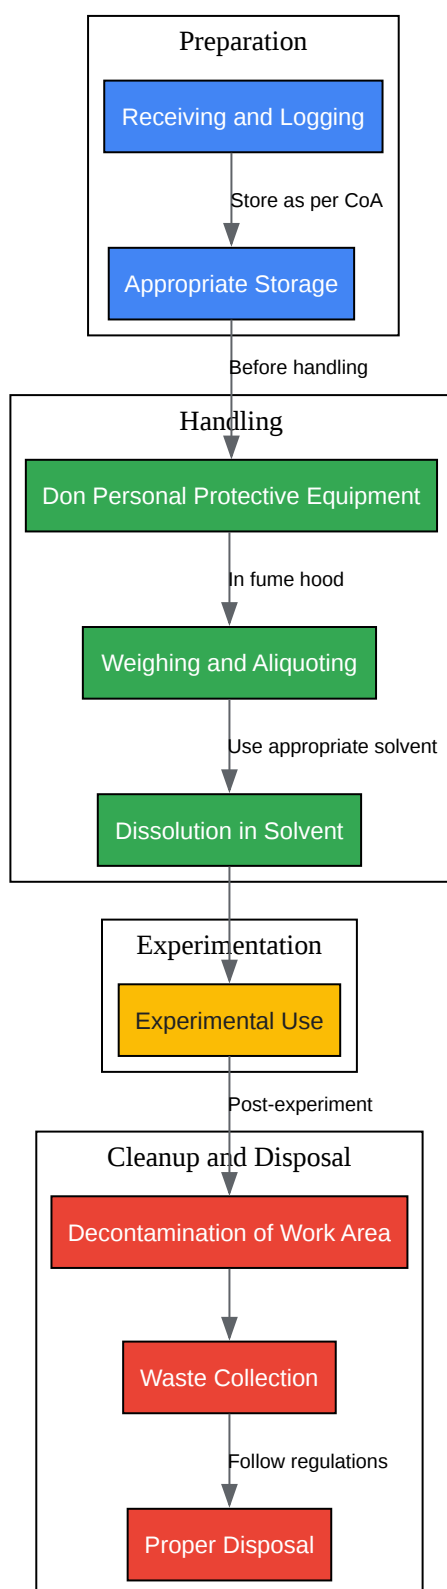 Preparation
Receiving and Logging
Store as per CoA
Appropriate Storage
Before handling
Handling
Don Personal Protective Equipment
In fume hood
Weighing and Aliquoting
Use appropriate solvent
Dissolution in Solvent
Experimentation
Experimental Use
Post-experiment
Cleanup and Disposal
Decontamination of Work Area
Waste Collection
Follow regulations
Proper Disposal